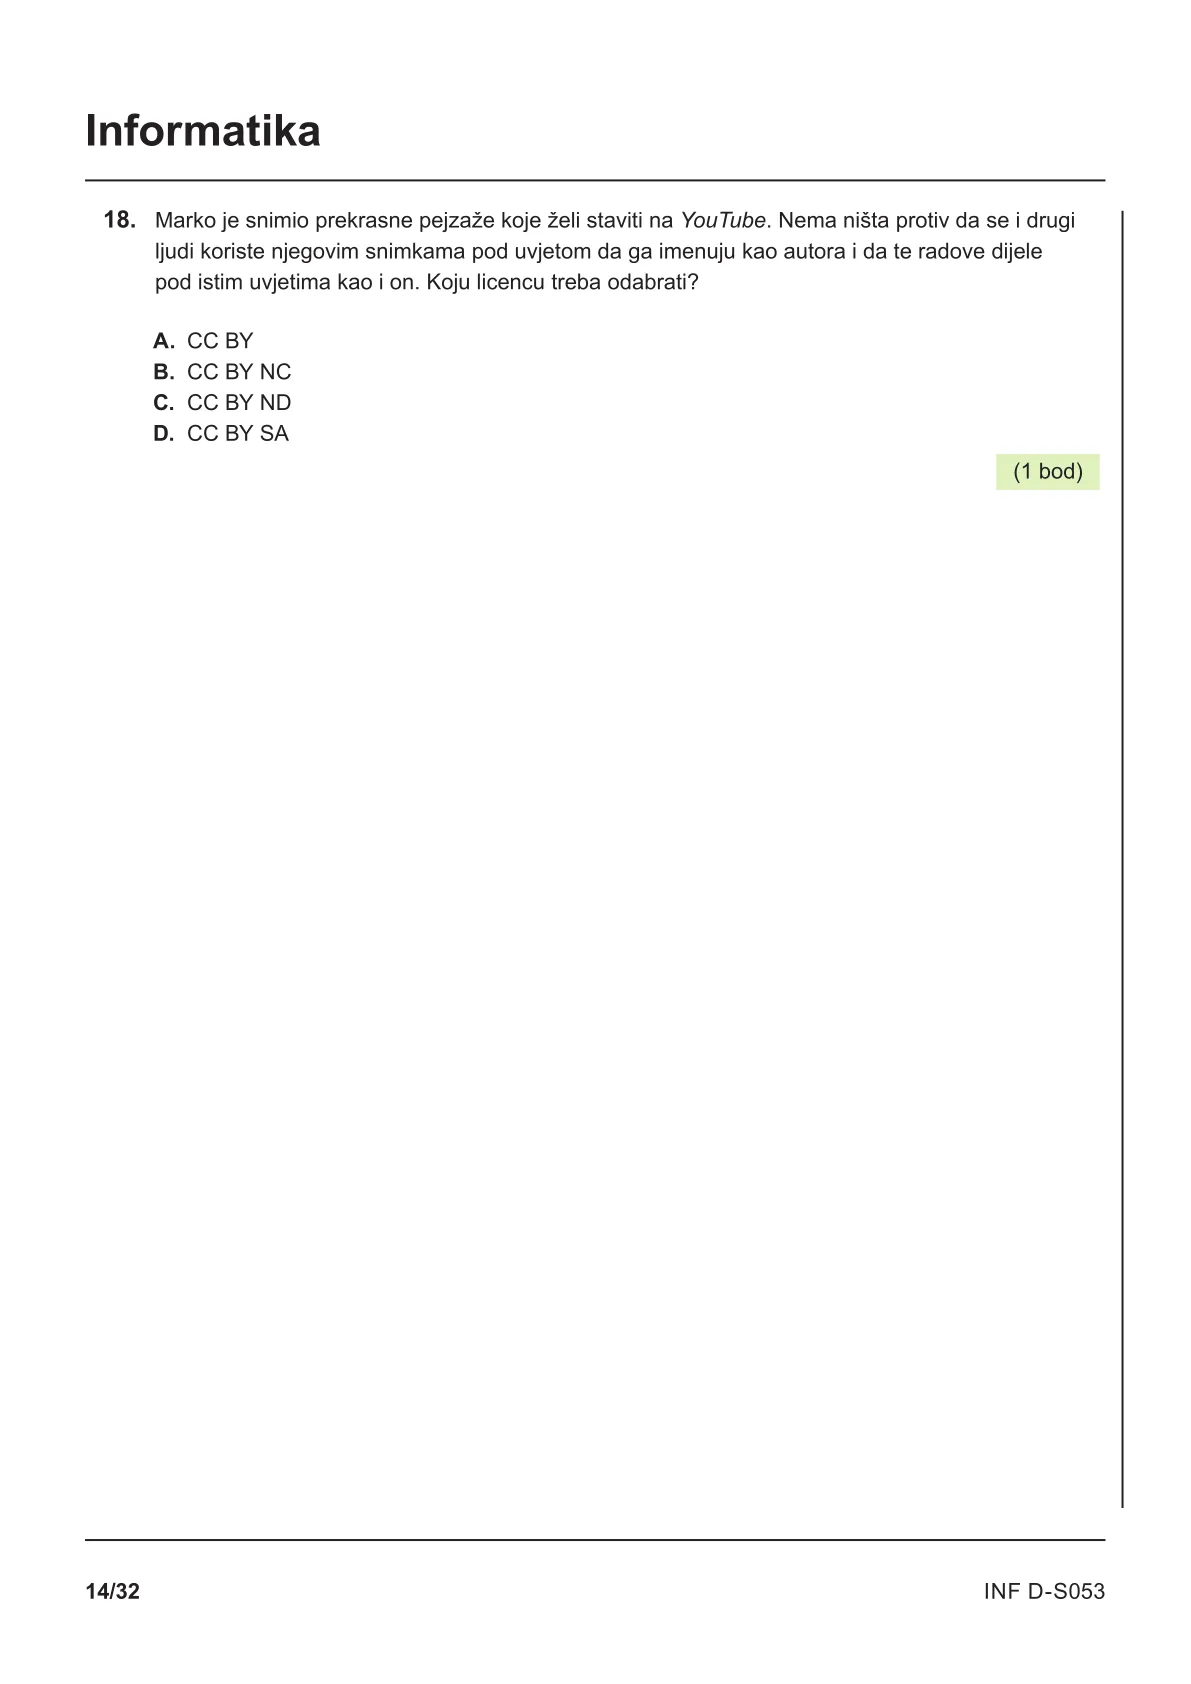 Informatika
18. Marko je snimio prekrasne pejzaže koje želi staviti na YouTube. Nema ništa protiv da se i drugi
ljudi koriste njegovim snimkama pod uvjetom da ga imenuju kao autora i da te radove dijele
pod istim uvjetima kao i on. Koju licencu treba odabrati?
A. CC BY
B. CC BY NC
C. CC BY ND
D. CC BY SA
(1 bod)
14/32
INF D-S053